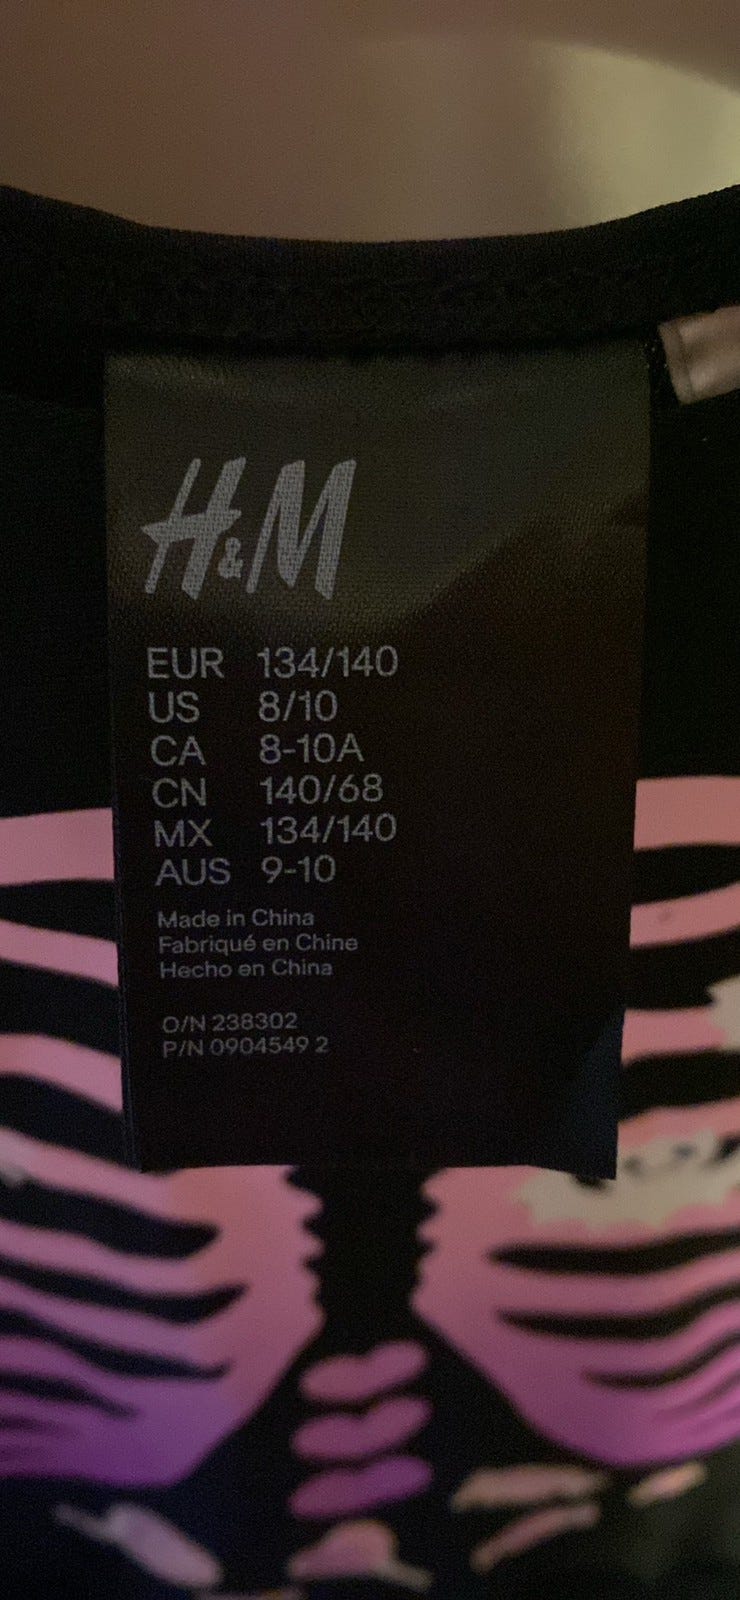 H&M
EUR 134/140
US 8/10
CA 8-10A
CN 140/68
MX 134/140
AUS 9-10
Made in China
Fabriqué en Chine
Hecho en China
O/N 238302
P/N 0904549 2